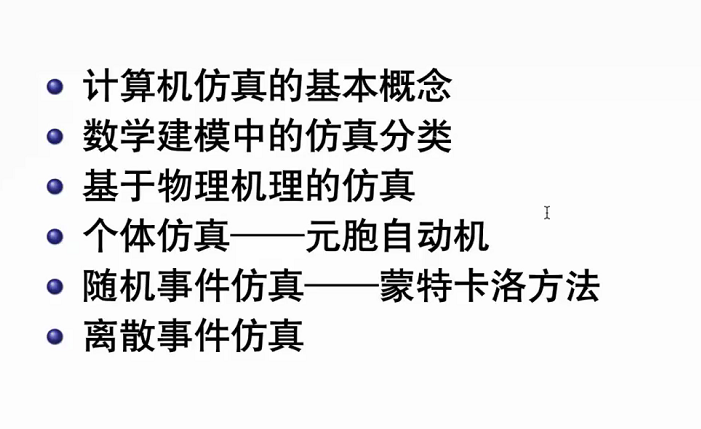 计算机仿真的基本概念
数学建模中的仿真分类
基于物理机理的仿真
个体仿真——元胞自动机
随机事件仿真——蒙特卡洛方法
离散事件仿真